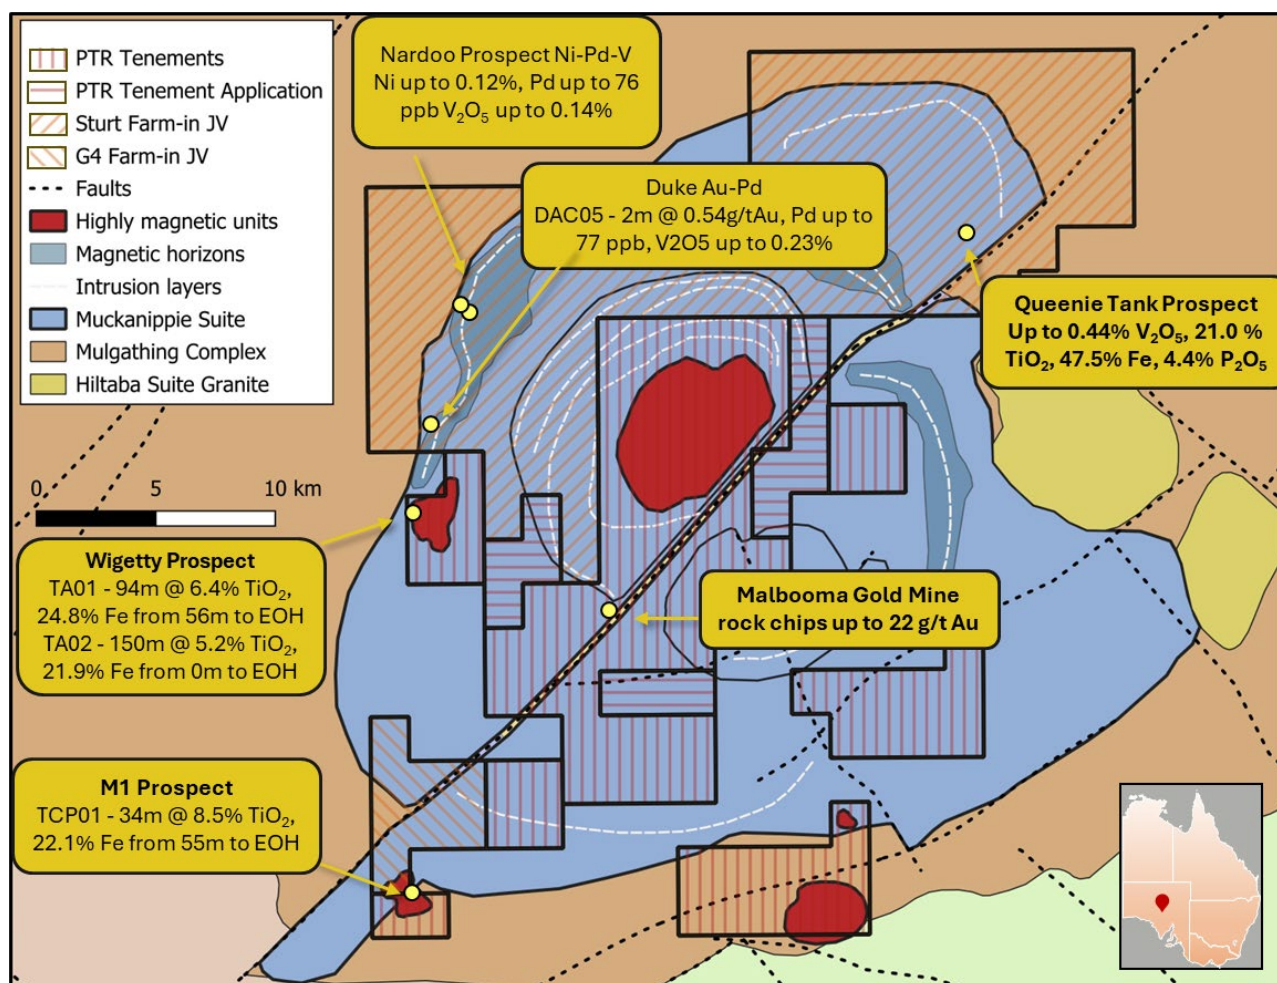 PTR Tenements
PTR Tenement Application
Sturt Farm-in JV
G4 Farm-in JV
Faults
Highly magnetic units
Magnetic horizons
Intrusion layers
Muckanippie Suite
Mulgathing Complex
Hiltaba Suite Granite
Nardoo Prospect Ni-Pd-V
Ni up to 0.12%, Pd up to 76
ppb V₂O₅ up to 0.14%
Duke Au-Pd
DAC05 - 2m @ 0.54g/tAu, Pd up to
77 ppb, V2O5 up to 0.23%
Queenie Tank Prospect
Up to 0.44% V₂O₅, 21.0 %
TiO₂, 47.5% Fe, 4.4% P₂O₅
0 5 10 km
Wigetty Prospect
TA01 - 94m @ 6.4% TiO₂,
24.8% Fe from 56m to EOH
TA02 - 150m @ 5.2% TiO₂,
21.9% Fe from 0m to EOH
Malbooma Gold Mine
rock chips up to 22 g/t Au
M1 Prospect
TCP01 - 34m @ 8.5% TiO₂,
22.1% Fe from 55m to EOH